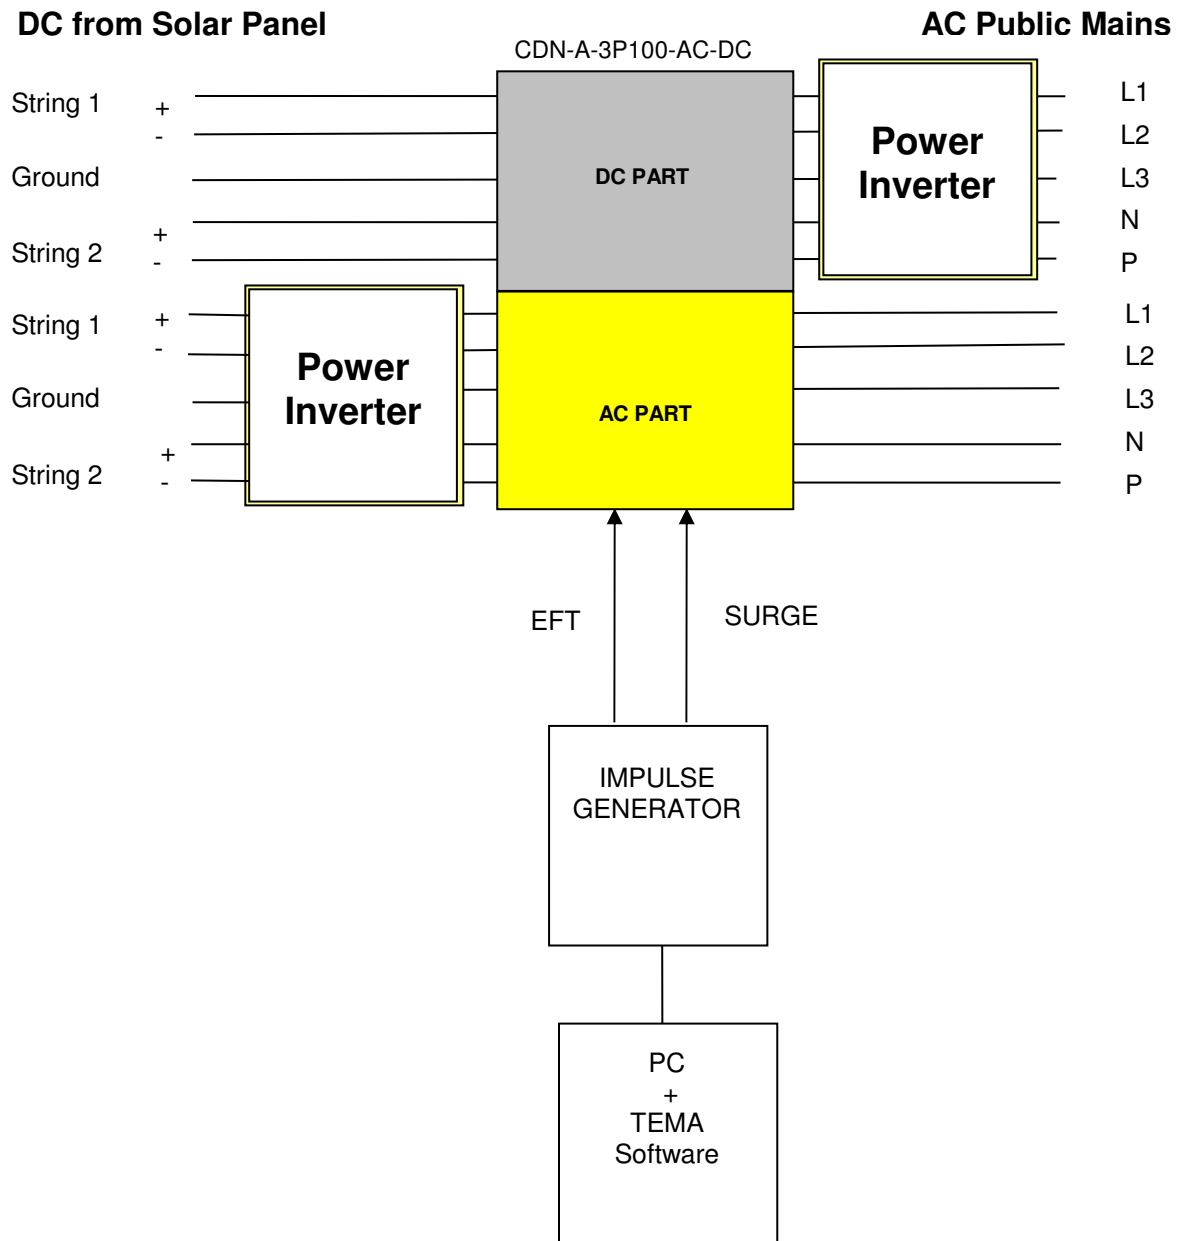 DC from Solar Panel
AC Public Mains
CDN-A-3P100-AC-DC
String 1 +
-
Ground
+
String 2 -
DC PART
Power
Inverter
L1
L2
L3
N
P
String 1 +
-
Ground
+
String 2 -
Power
Inverter
AC PART
L1
L2
L3
N
P
EFT
SURGE
IMPULSE
GENERATOR
PC
+
TEMA
Software